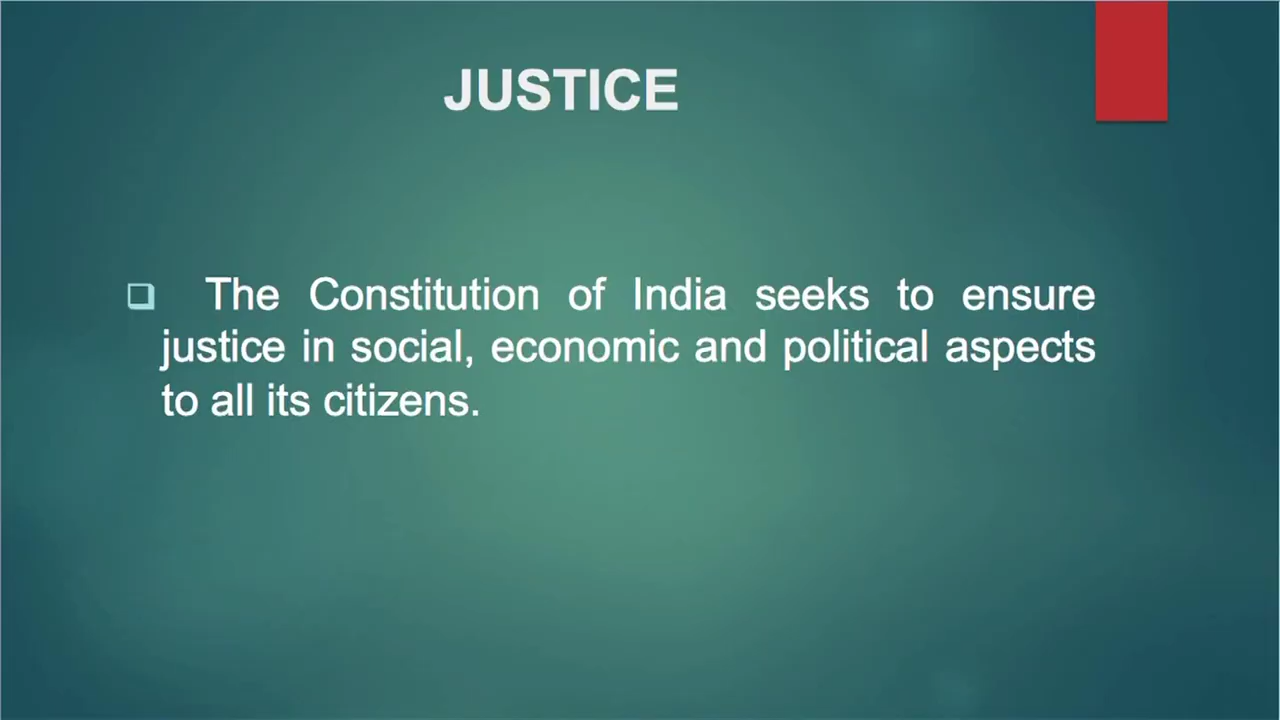 JUSTICE
The Constitution of India seeks to ensure
justice in social, economic and political aspects
to all its citizens.